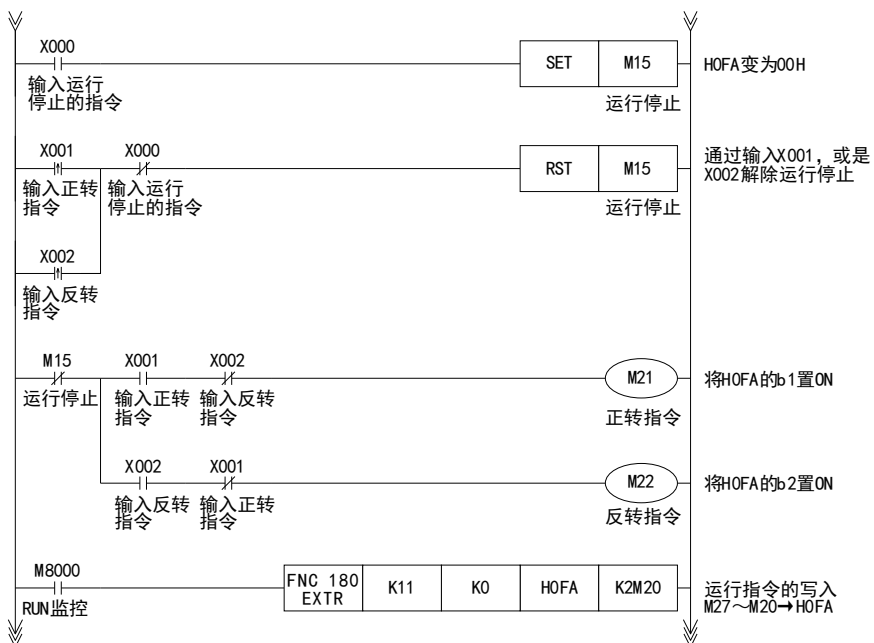 X000
SET M15 H0FA变为00H
输入运行
停止的指令
运行停止
X001 X000
RST M15
通过输入X001，或是
X002解除运行停止
输入正转 输入运行
指令 停止的指令
运行停止
X002
输入反转
指令
M15 X001 X002
M21 将H0FA的b1置ON
运行停止 输入正转 输入反转
指令 指令
正转指令
X002 X001
M22 将H0FA的b2置ON
输入反转 输入正转
指令 指令
反转指令
M8000
FNC 180
EXTR K11 K0 H0FA K2M20
RUN监控
运行指令的写入
M27～M20→H0FA